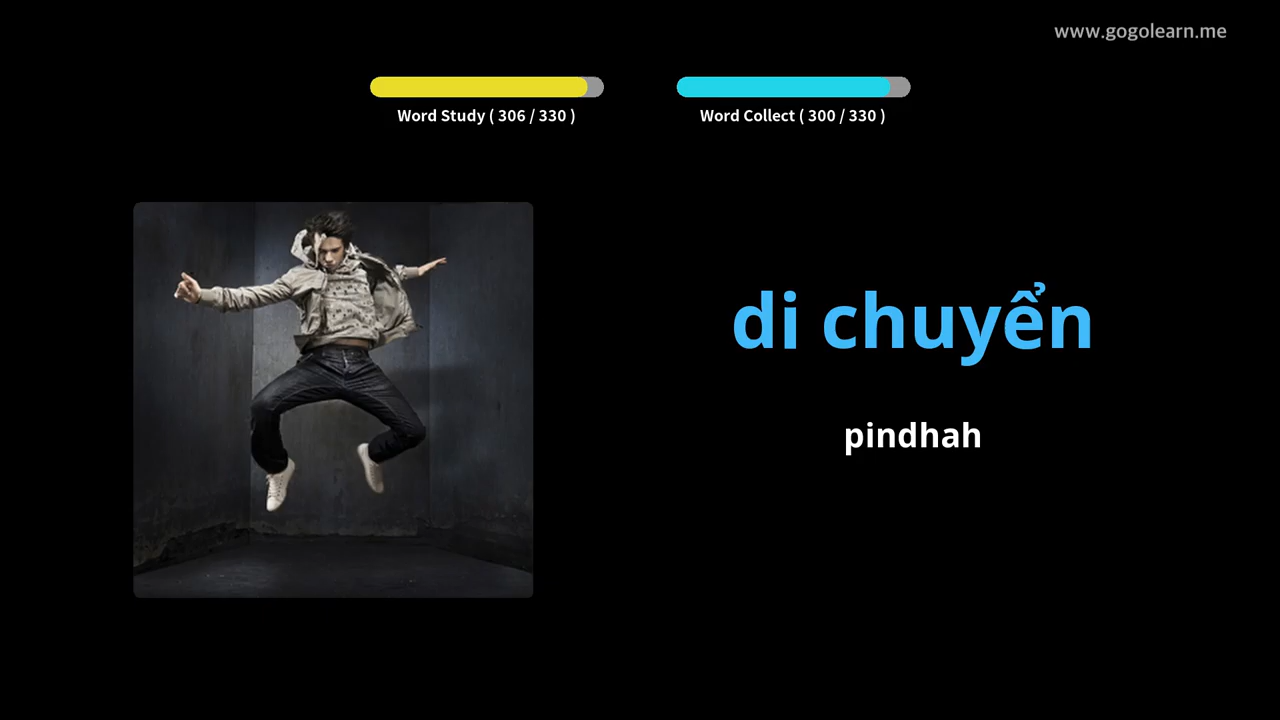 www.gogolearn.me
Word Study ( 306 / 330 )
Word Collect ( 300 / 330 )
di chuyển
pindhah